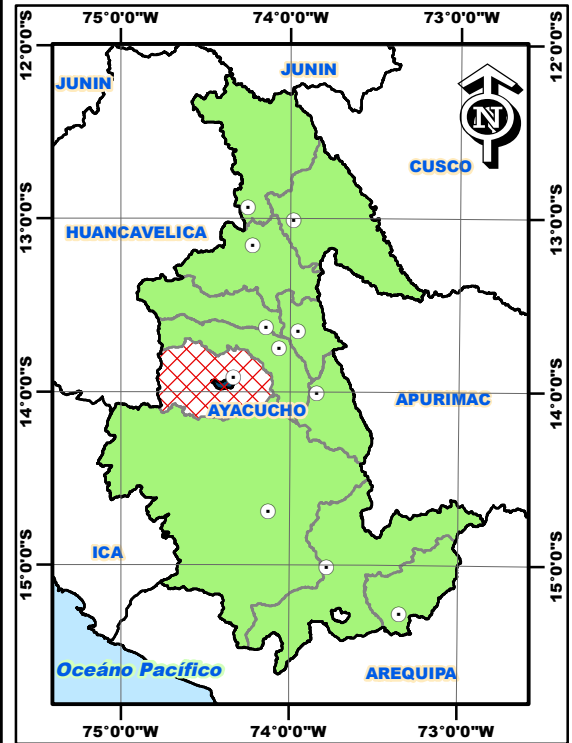 75°0'0"W 74°0'0"W 73°0'0"W
12°0'0"S 12°0'0"S
JUNIN JUNIN
N
CUSCO
13°0'0"S 13°0'0"S
HUANCAVELICA
14°0'0"S 14°0'0"S
AYACUCHO APURIMAC
ICA
15°0'0"S 15°0'0"S
Oceáno Pacífico AREQUIPA
75°0'0"W 74°0'0"W 73°0'0"W